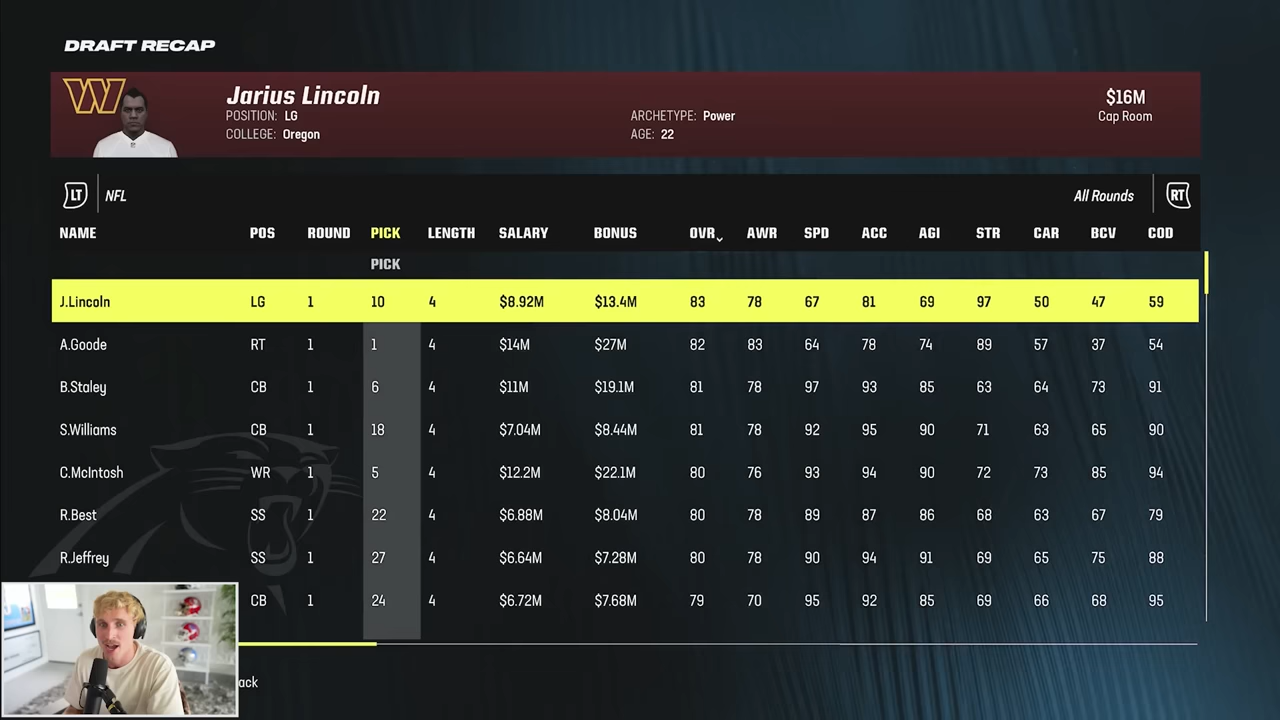 DRAFT RECAP
Jarius Lincoln
POSITION: LG
COLLEGE: Oregon
ARCHETYPE: Power
AGE: 22
$16M
Cap Room
LT NFL All Rounds RT
NAME POS ROUND PICK LENGTH SALARY BONUS OVR AWR SPD ACC AGI STR CAR BCV COD
PICK
J.Lincoln LG 1 10 4 $8.92M $13.4M 83 78 67 81 69 97 50 47 59
A.Goode RT 1 1 4 $14M $27M 82 83 64 78 74 89 57 37 54
B.Staley CB 1 6 4 $11M $19.1M 81 78 97 93 85 63 64 73 91
S.Williams CB 1 18 4 $7.04M $8.44M 81 78 92 95 90 71 63 65 90
C.McIntosh WR 1 5 4 $12.2M $22.1M 80 76 93 94 90 72 73 85 94
R.Best SS 1 22 4 $6.88M $8.04M 80 78 89 87 86 68 63 67 79
R.Jeffrey SS 1 27 4 $6.64M $7.28M 80 78 90 94 91 69 65 75 88
CB 1 24 4 $6.72M $7.68M 79 70 95 92 85 69 66 68 95
ack